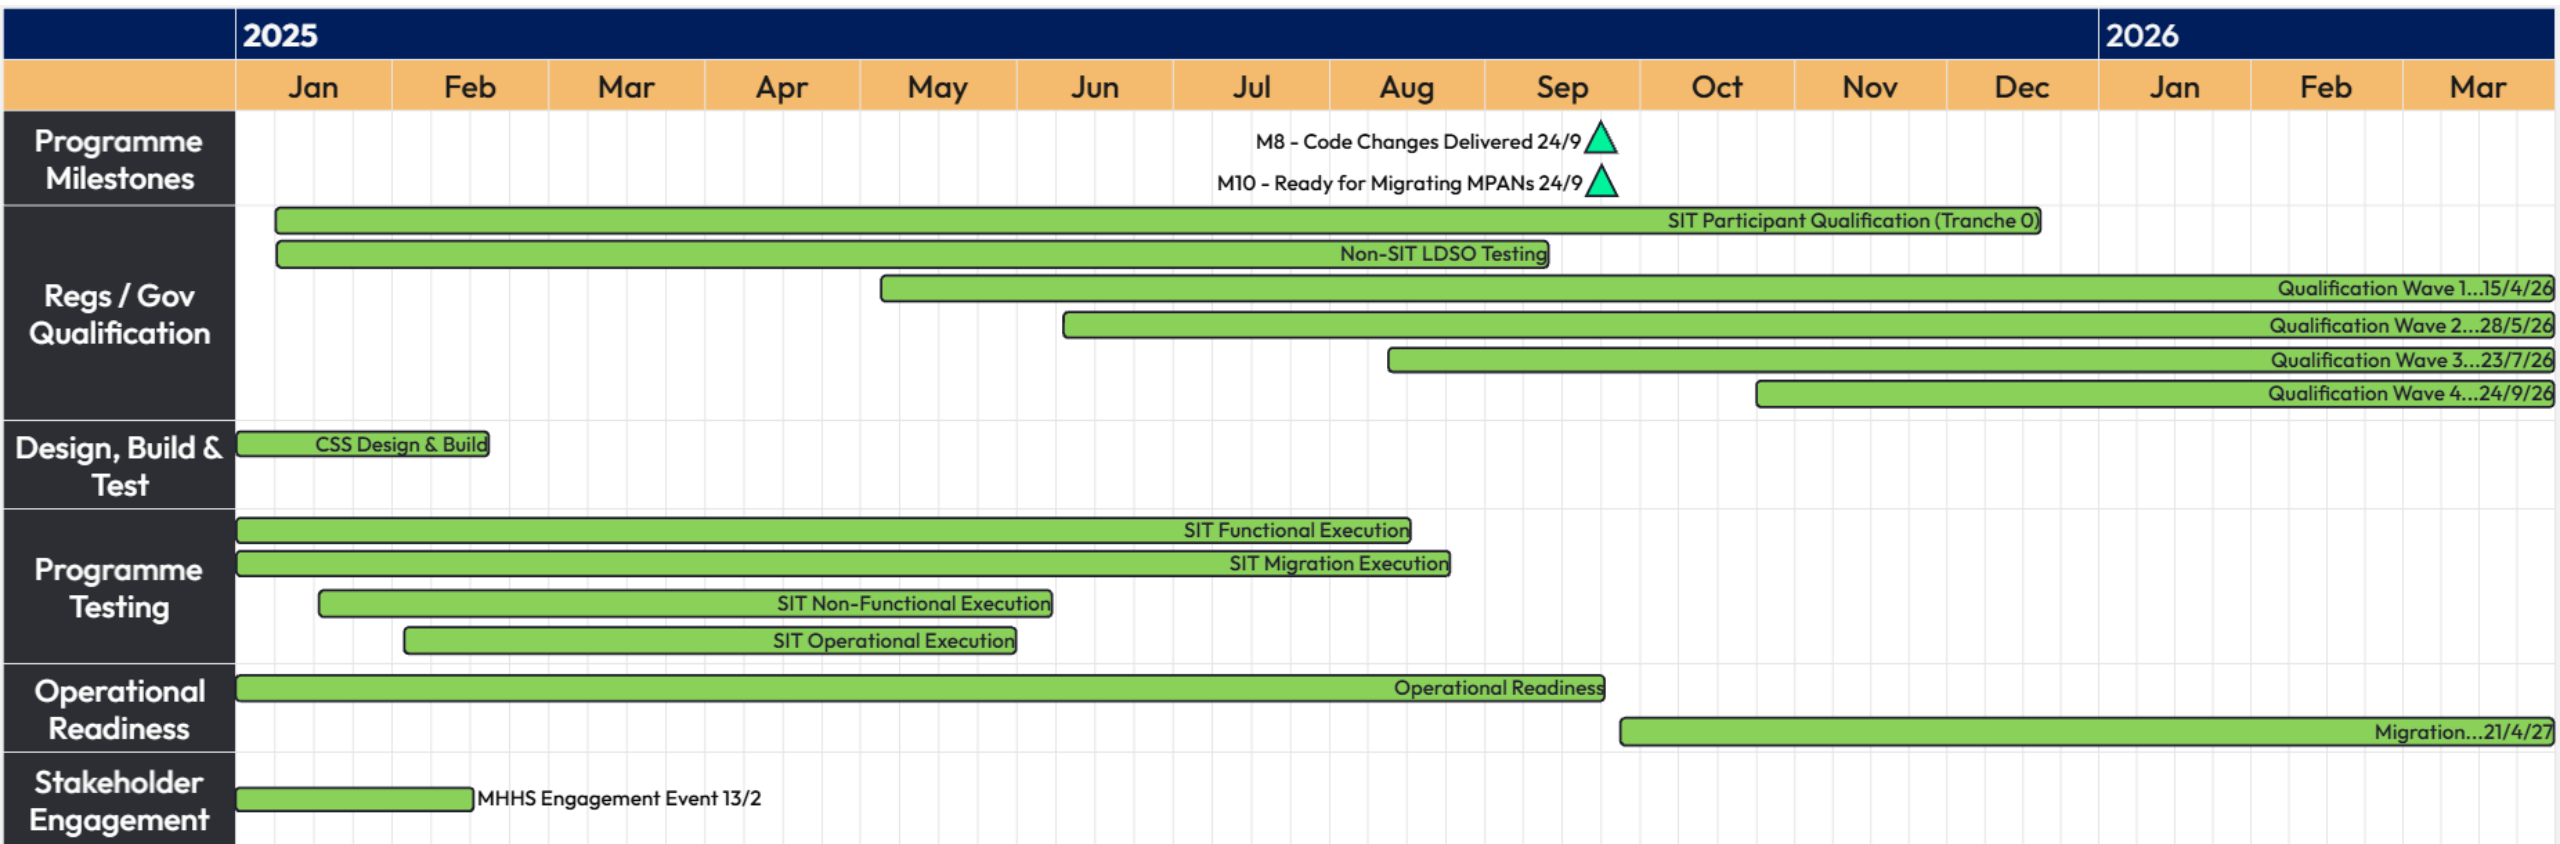 2025
2026
Jan
Feb
Mar
Apr
May
Jun
Jul
Aug
Sep
Oct
Nov
Dec
Jan
Feb
Mar
Programme
Milestones
M8 - Code Changes Delivered 24/9
M10 - Ready for Migrating MPANs 24/9
Regs / Gov
Qualification
SIT Participant Qualification (Tranche 0)
Non-SIT LDSO Testing
Qualification Wave 1...15/4/26
Qualification Wave 2...28/5/26
Qualification Wave 3...23/7/26
Qualification Wave 4...24/9/26
Design, Build &
Test
CSS Design & Build
Programme
Testing
SIT Functional Execution
SIT Migration Execution
SIT Non-Functional Execution
SIT Operational Execution
Operational
Readiness
Operational Readiness
Migration...21/4/27
Stakeholder
Engagement
MHHS Engagement Event 13/2